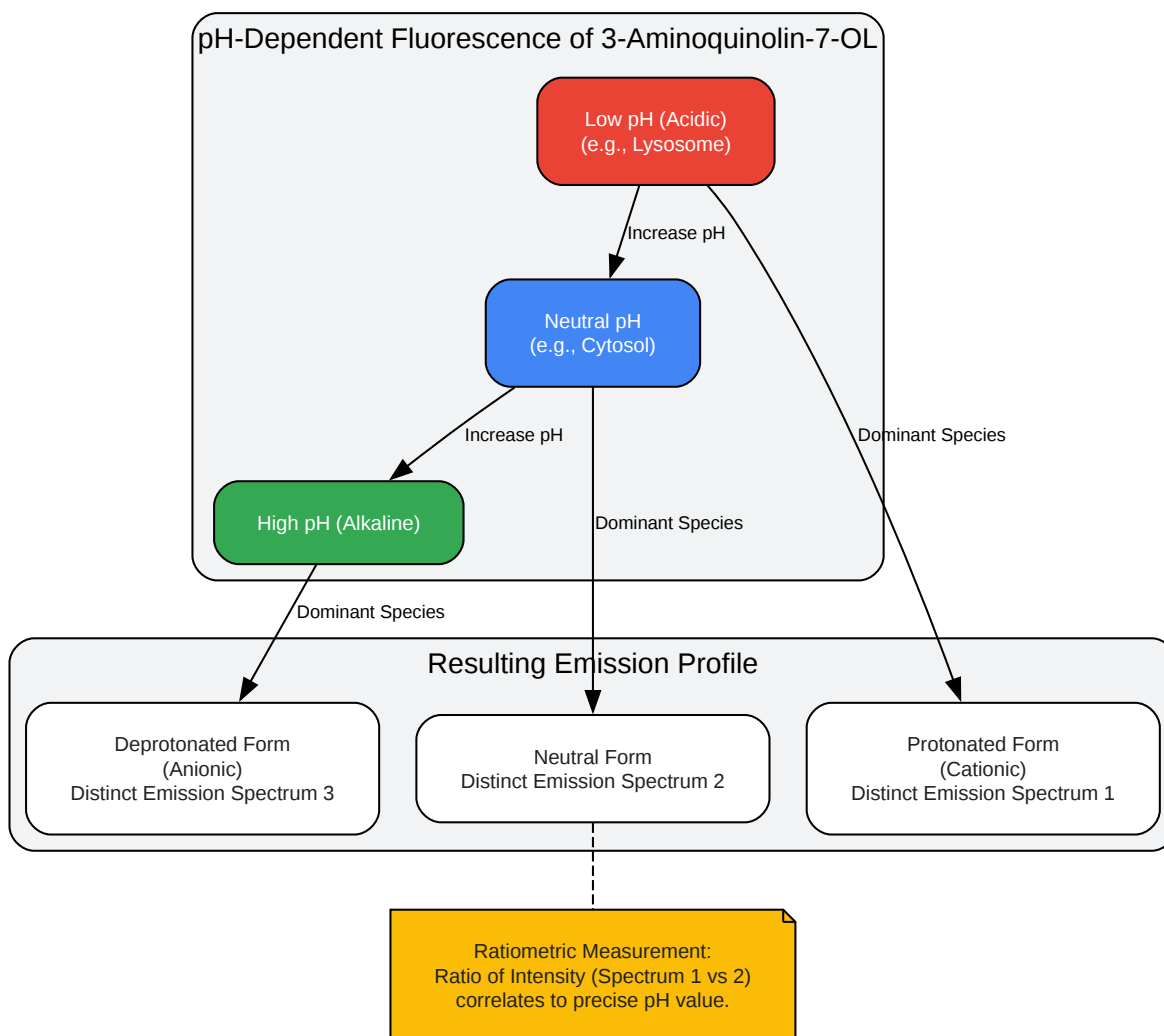 pH-Dependent Fluorescence of 3-Aminoquinolin-7-OL
Low pH (Acidic)
(e.g., Lysosome)
Increase pH
Neutral pH
(e.g., Cytosol)
Increase pH
Dominant Species
High pH (Alkaline)
Dominant Species
Dominant Species
Resulting Emission Profile
Deprotonated Form
(Anionic)
Distinct Emission Spectrum 3
Neutral Form
Distinct Emission Spectrum 2
Protonated Form
(Cationic)
Distinct Emission Spectrum 1
Ratiometric Measurement:
Ratio of Intensity (Spectrum 1 vs 2)
correlates to precise pH value.